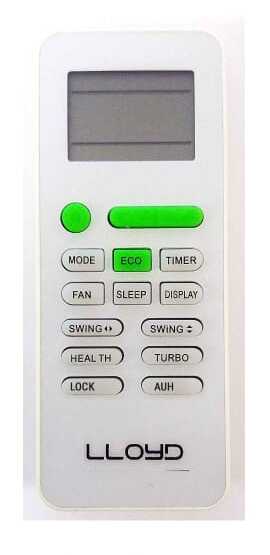 MODE ECO TIMER
FAN SLEEP DISPLAY
SWING◂▸ SWING▴▾
HEALTH TURBO
LOCK AUH
LLOYD